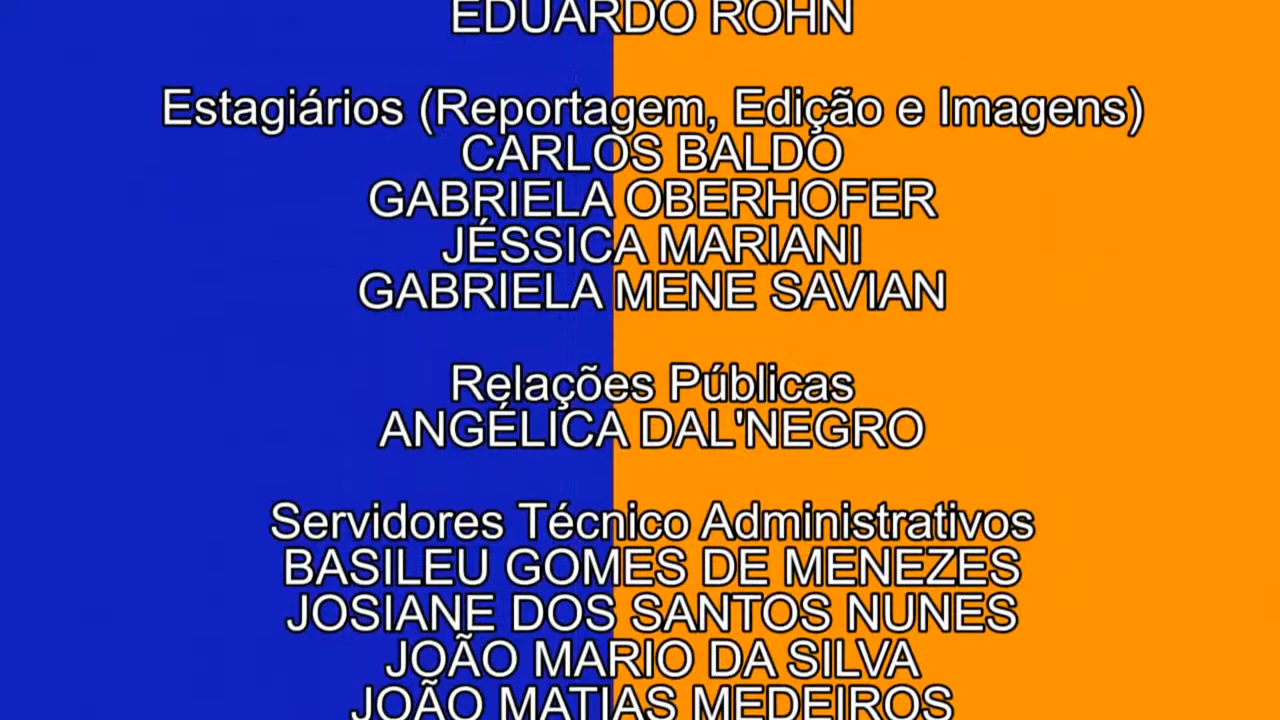 EDUARDO ROHN
Estagiários (Reportagem, Edição e Imagens)
CARLOS BALDO
GABRIELA OBERHOFER
JÉSSICA MARIANI
GABRIELA MENE SAVIAN
Relações Públicas
ANGÉLICA DAL'NEGRO
Servidores Técnico Administrativos
BASILEU GOMES DE MENEZES
JOSIANE DOS SANTOS NUNES
JOÃO MARIO DA SILVA
JOÃO MATIAS MEDEIROS